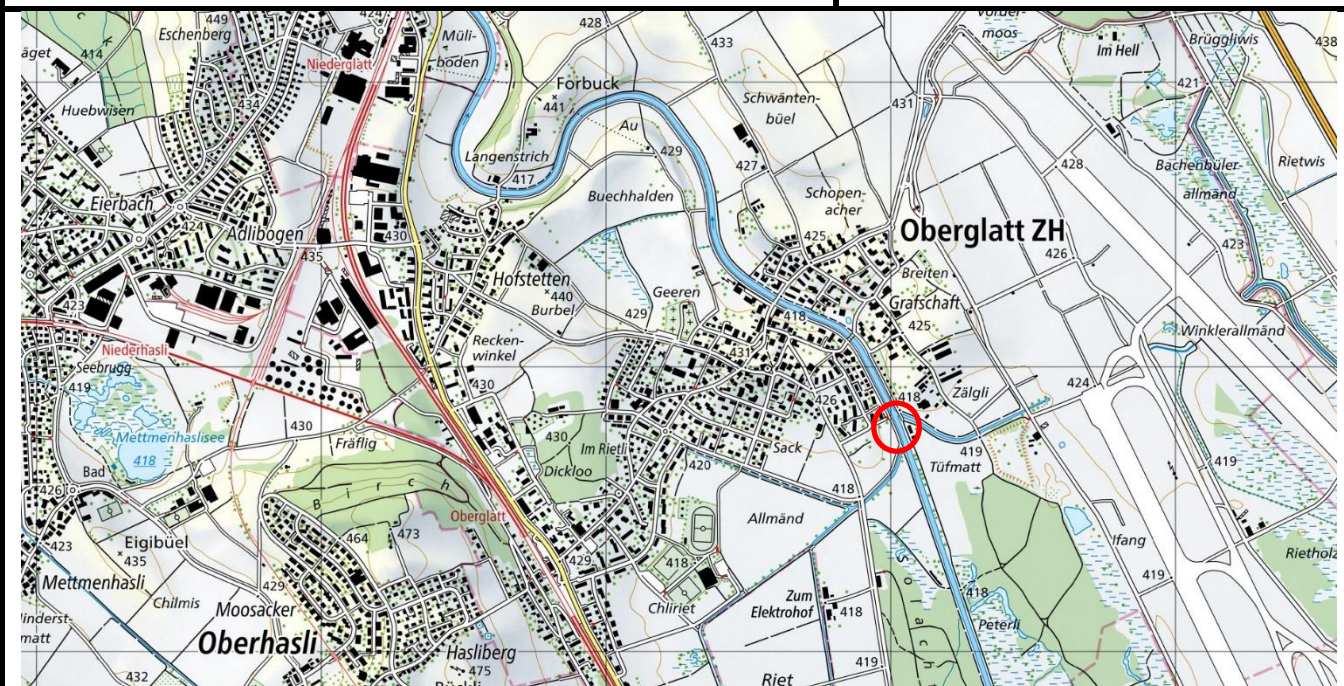 449
424
Müli-
boden
428
433
Vorder-
moos
Im Hell
Brüggliwis
438
Eschenberg
414
Niederglatt
Forbuck
441
Schwänten-
büel
421
Huebwisen
434
431
Au
429
427
428
Bachenbüler-
allmänd
Rietwis
Langenstrich
417
Buechhalden
Schopen-
acher
Eierbach
424
Adlibogen
430
435
425
Oberglatt ZH
426
423
Hofstetten
440
Burbel
Geeren
429
Breiten
Grafschaft
418
425
423
Niederhasli
Seebrugg
419
Recken-
winkel
431
Winklerallmänd
430
426
418
Zälgli
424
Mettmenhaslisee
418
430
Fräflig
430
Dickloo
Im Rietli
Sack
420
419
Tüfmatt
419
Bad
426
Birch
Oberglatt
418
Allmänd
Ifang
Eigibüel
435
464
473
423
Mettmenhasli
429
429
418
Rietholz
Chilmis
Moosacker
Chliriet
Zum
Elektrohof
418
418
419
Peterli
Oberhasli
Hasliberg
475
419
432
Riet